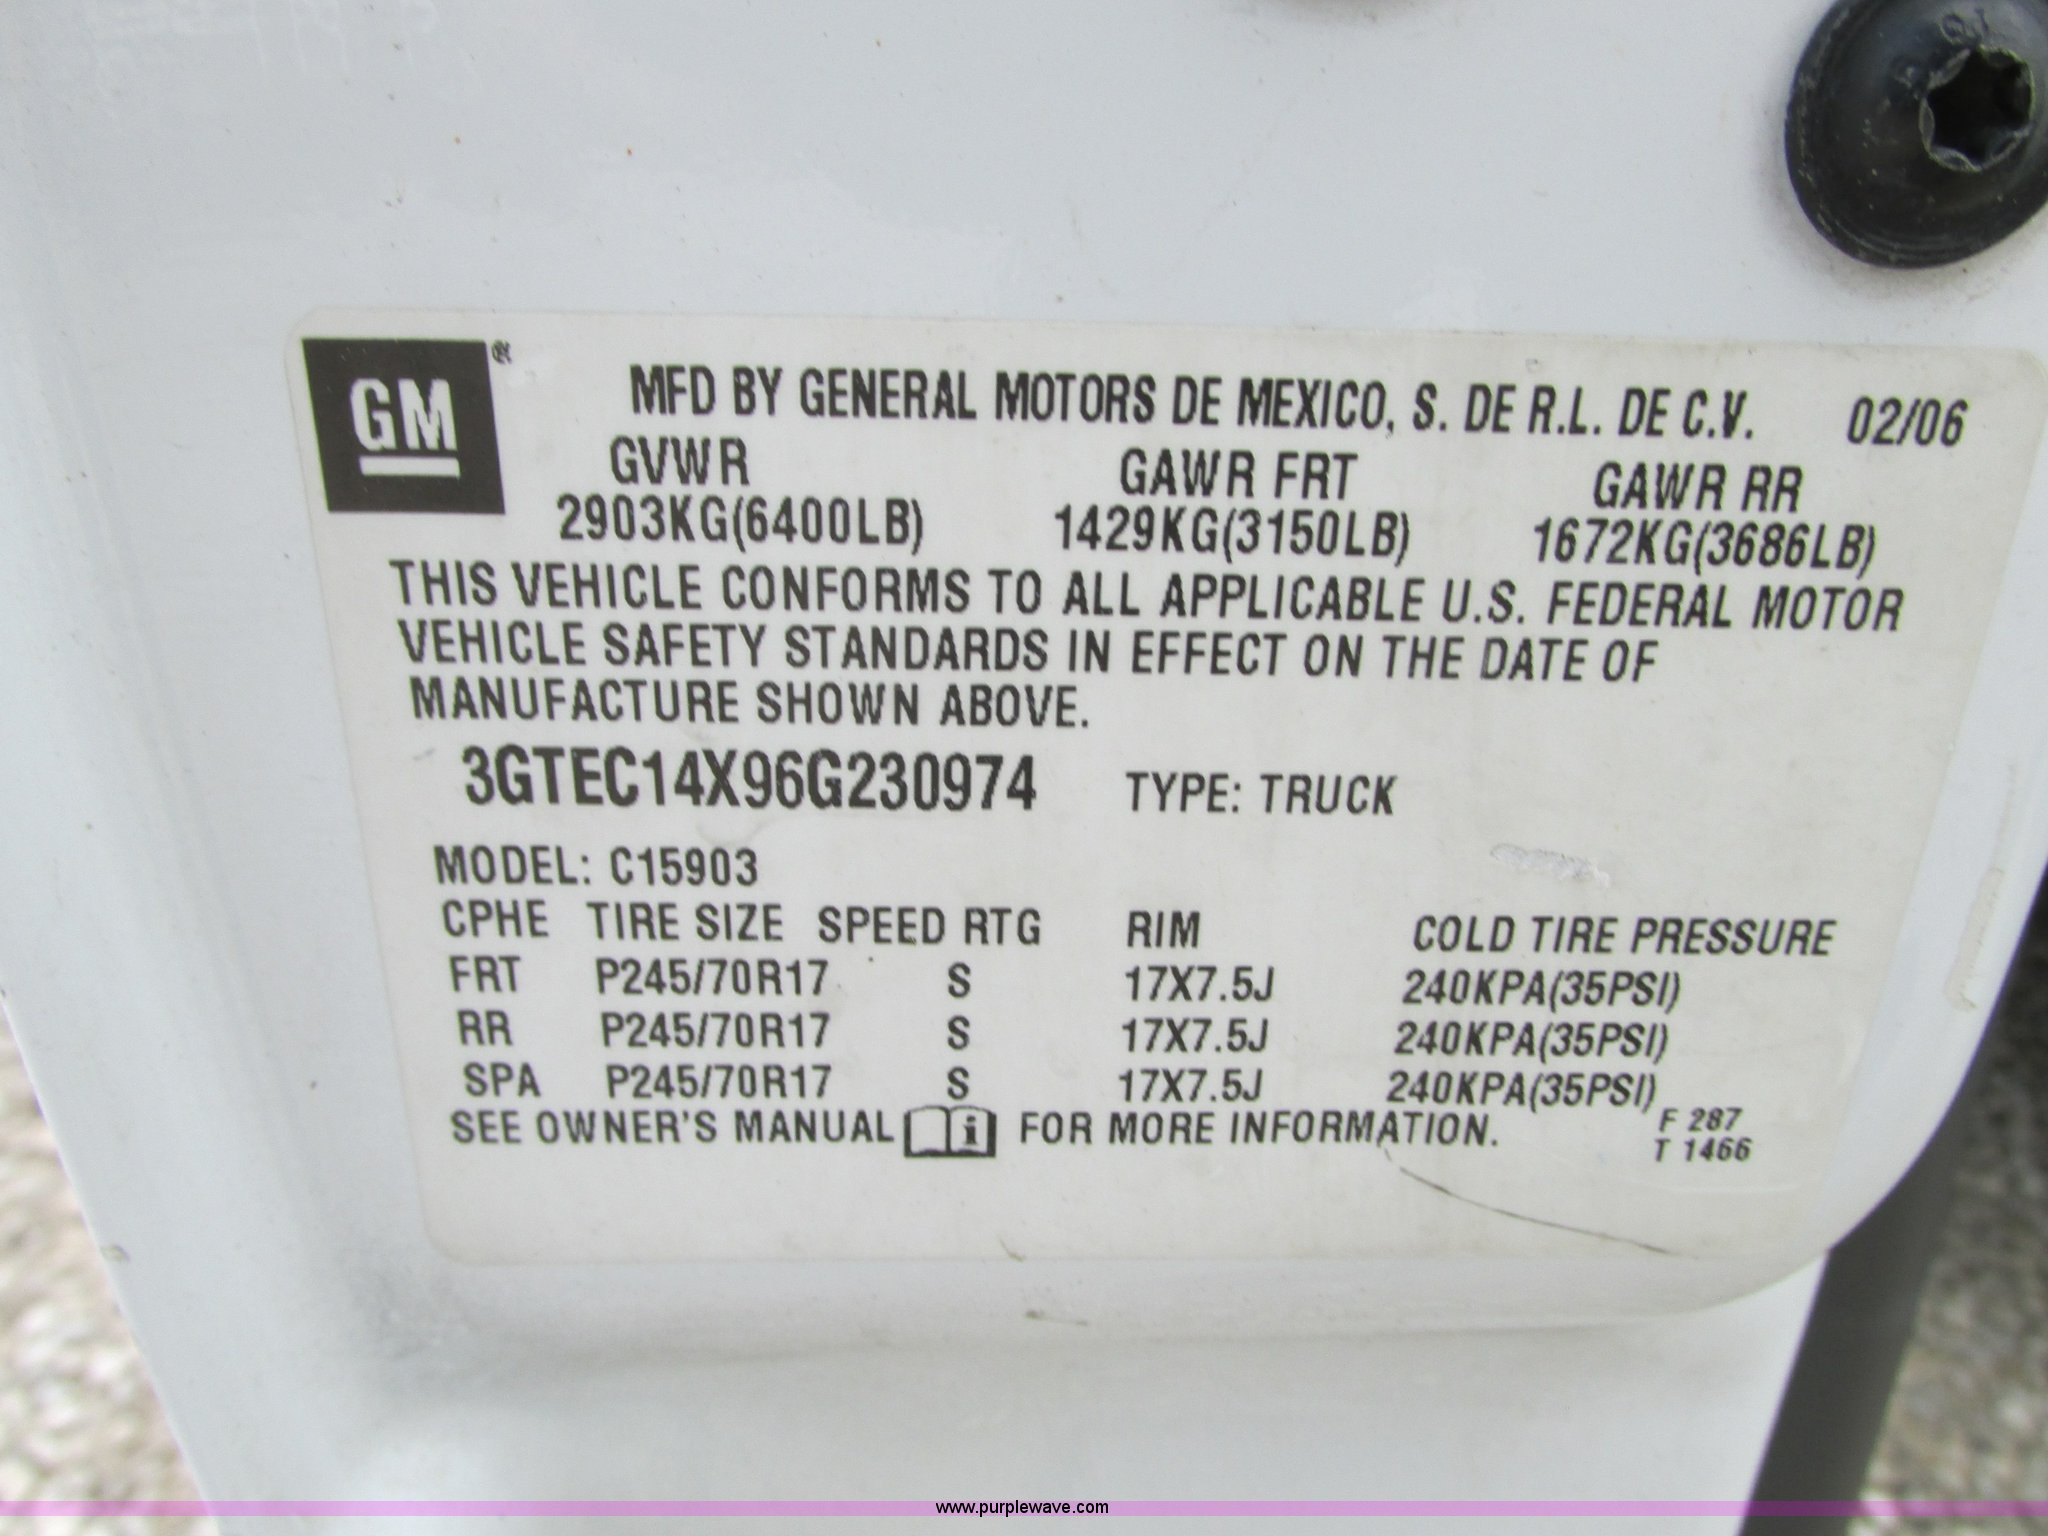 GM®
MFD BY GENERAL MOTORS DE MEXICO, S. DE R.L. DE C.V. 02/06
GVWR GAWR FRT GAWR RR
2903KG(6400LB) 1429KG(3150LB) 1672KG(3686LB)
THIS VEHICLE CONFORMS TO ALL APPLICABLE U.S. FEDERAL MOTOR
VEHICLE SAFETY STANDARDS IN EFFECT ON THE DATE OF
MANUFACTURE SHOWN ABOVE.
3GTEC14X96G230974 TYPE: TRUCK
MODEL: C15903
CPHE TIRE SIZE SPEED RTG RIM COLD TIRE PRESSURE
FRT P245/70R17 S 17X7.5J 240KPA(35PSI)
RR P245/70R17 S 17X7.5J 240KPA(35PSI)
SPA P245/70R17 S 17X7.5J 240KPA(35PSI)
SEE OWNER'S MANUAL i FOR MORE INFORMATION.
F 287
T 1466
www.purplewave.com